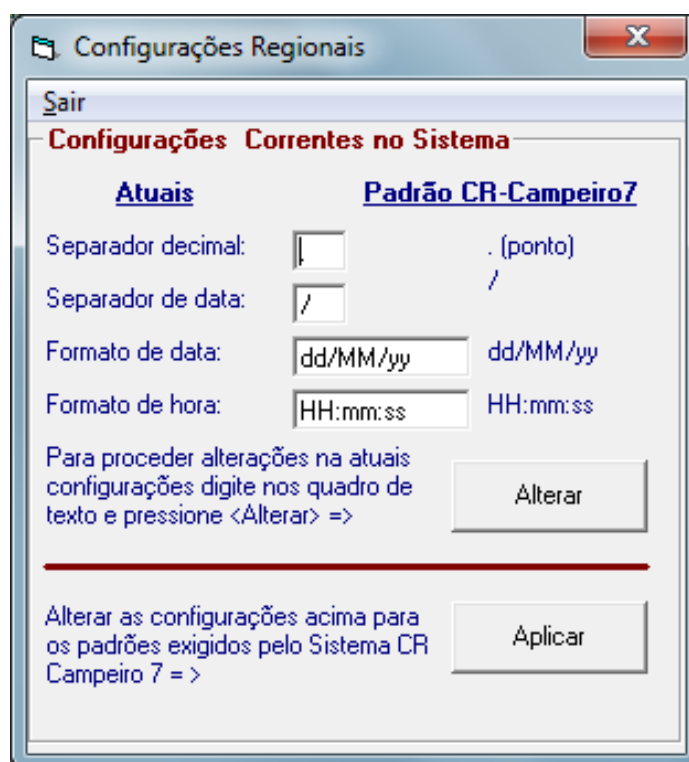 Configurações Regionais
Sair
Configurações Correntes no Sistema
Atuais Padrão CR-Campeiro7
Separador decimal: . . (ponto)
Separador de data: / /
Formato de data: dd/MM/yy dd/MM/yy
Formato de hora: HH:mm:ss HH:mm:ss
Para proceder alterações na atuais
configurações digite nos quadro de
texto e pressione <Alterar> =>
Alterar
Alterar as configurações acima para
os padrões exigidos pelo Sistema CR
Campeiro 7 = >
Aplicar